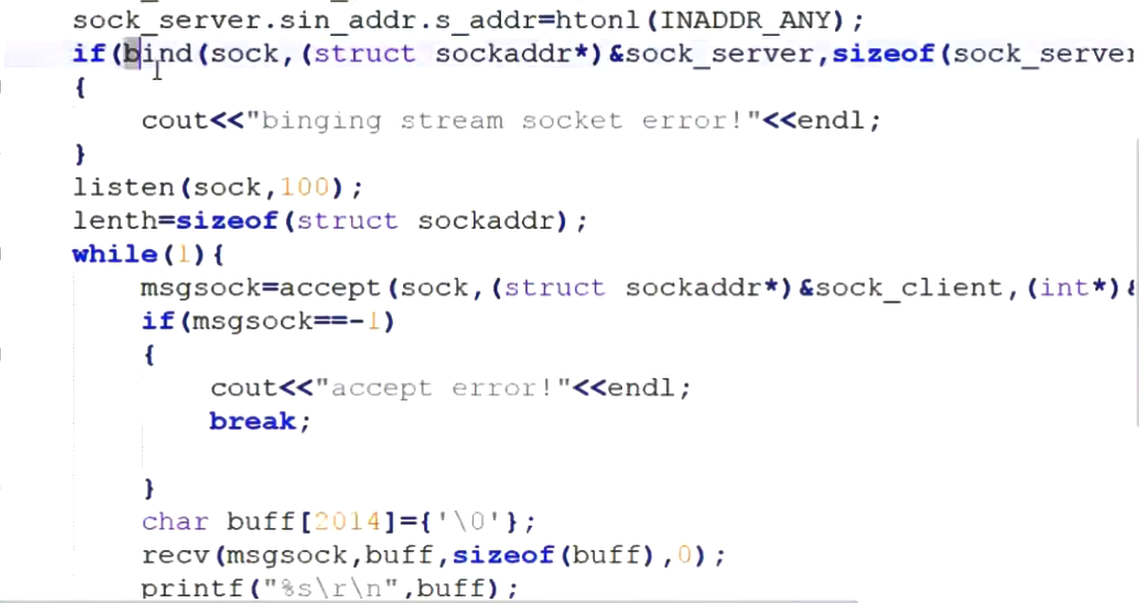 sock_server.sin_addr.s_addr=htonl(INADDR_ANY);
if(bind(sock,(struct sockaddr*)&sock_server,sizeof(sock_server
{
cout<<"binging stream socket error!"<<endl;
}
listen(sock,100);
lenth=sizeof(struct sockaddr);
while(1){
msgsock=accept(sock,(struct sockaddr*)&sock_client,(int*)&
if(msgsock==-1)
{
cout<<"accept error!"<<endl;
break;
}
char buff[2014]={'\0'};
recv(msgsock,buff,sizeof(buff),0);
printf("%s\r\n",buff);